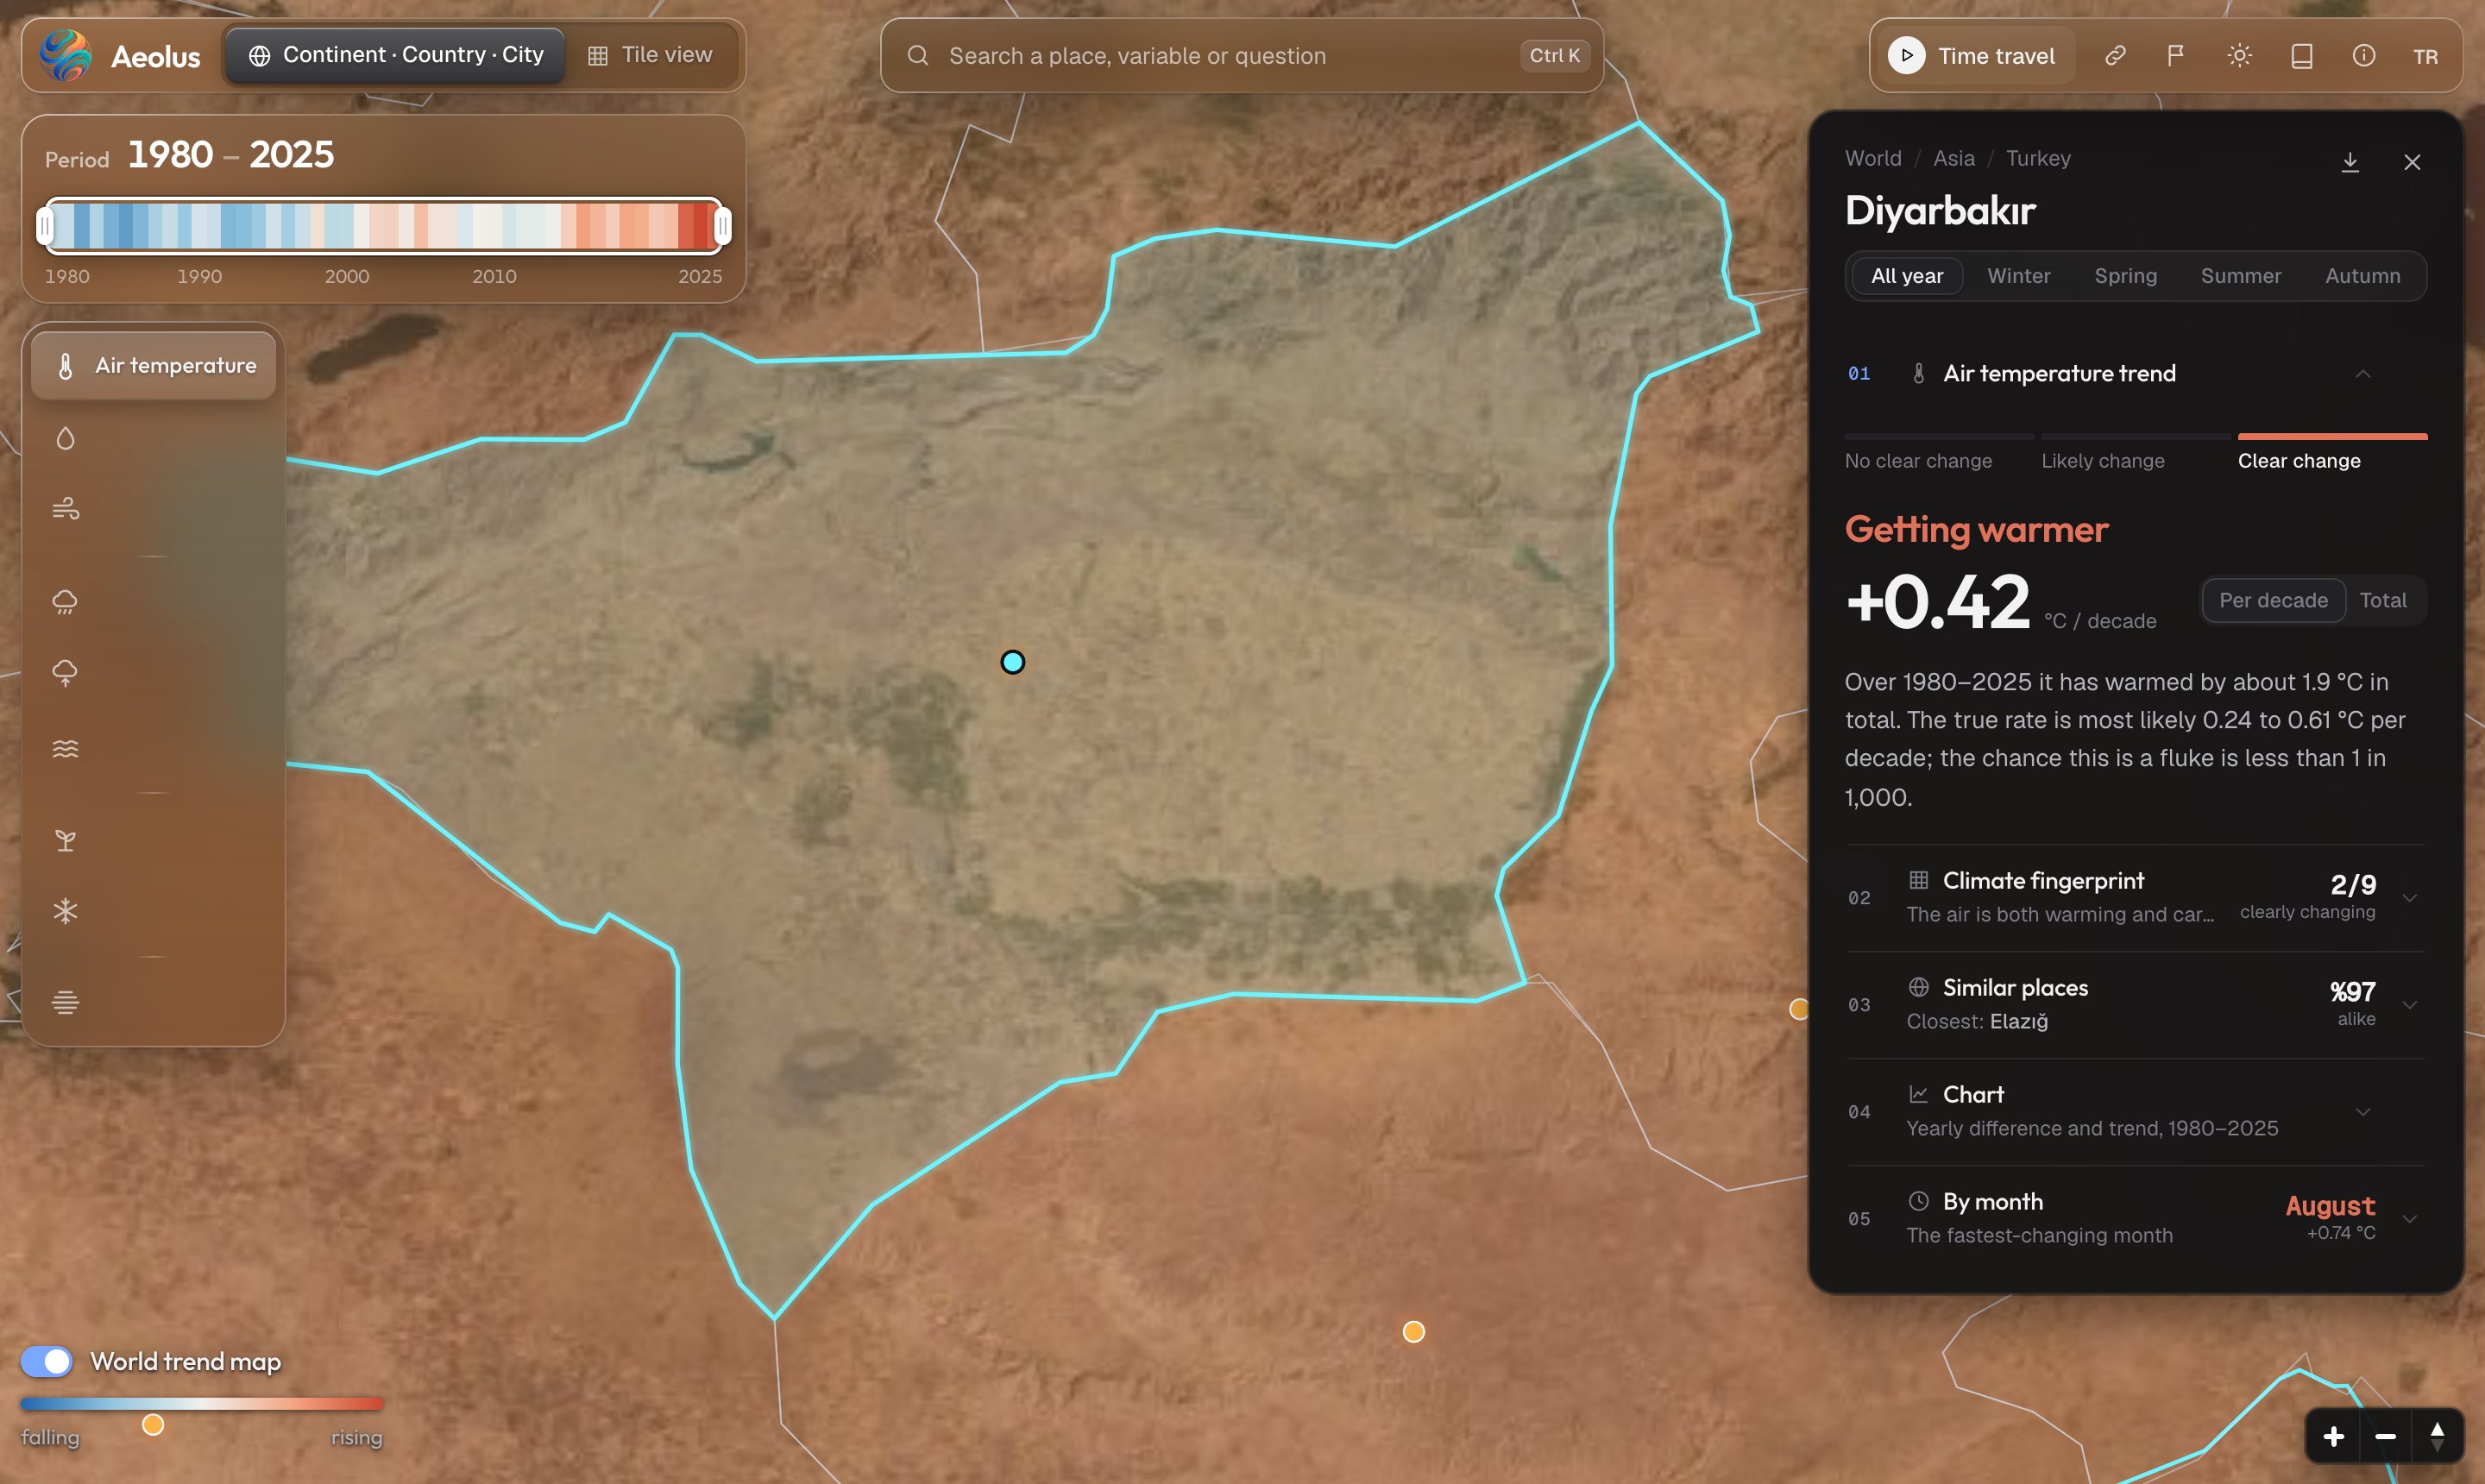 Aeolus
Continent · Country · City
Tile view
Search a place, variable or question
Ctrl K
Time travel
TR
Period 1980 – 2025
1980 1990 2000 2010 2025
Air temperature
World / Asia / Turkey
Diyarbakır
All year Winter Spring Summer Autumn
01 Air temperature trend
No clear change Likely change Clear change
Getting warmer
+0.42 °C / decade
Per decade Total
Over 1980–2025 it has warmed by about 1.9 °C in
total. The true rate is most likely 0.24 to 0.61 °C per
decade; the chance this is a fluke is less than 1 in
1,000.
02 Climate fingerprint 2/9
The air is both warming and car... clearly changing
03 Similar places %97
Closest: Elazığ alike
04 Chart
Yearly difference and trend, 1980–2025
05 By month August
The fastest-changing month +0.74 °C
World trend map
falling rising